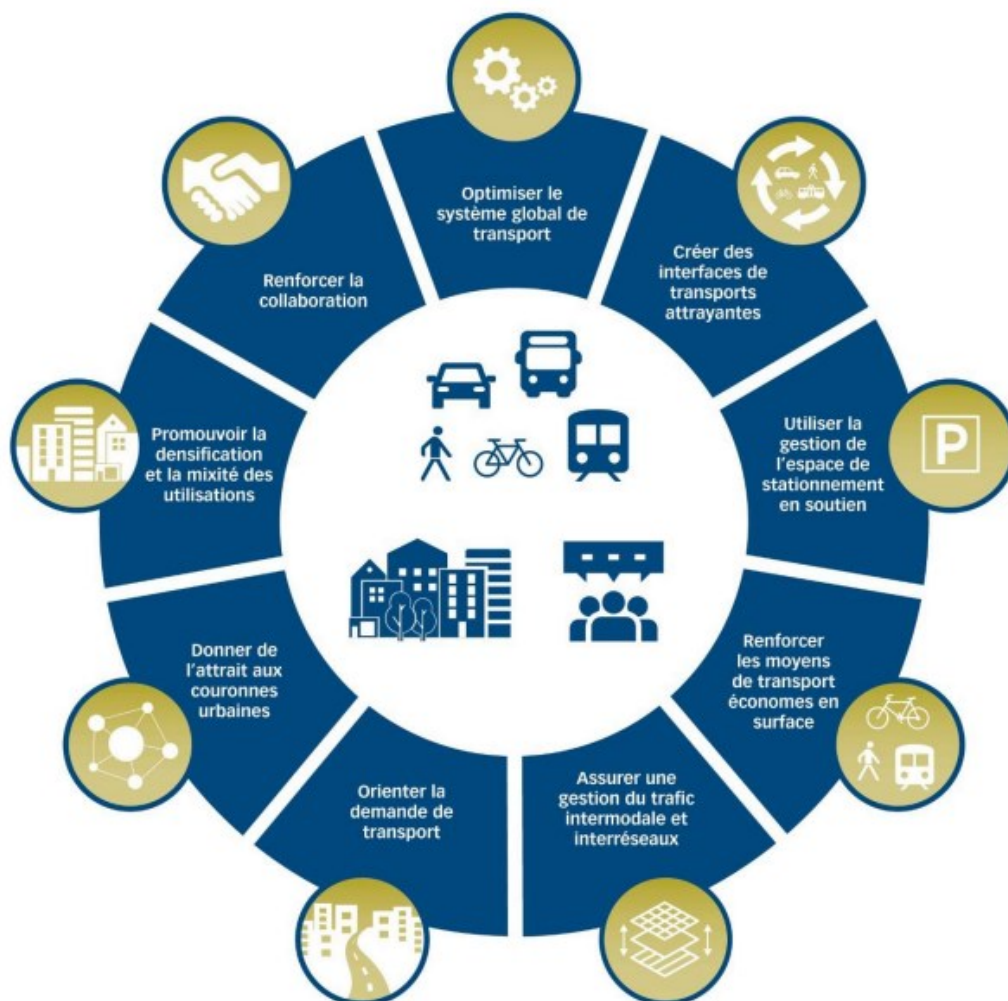 Optimiser le
système global de
transport
Créer des
interfaces de
transports
attrayantes
Utiliser la
gestion de
l'espace de
stationnement
en soutien
P
Renforcer
les moyens
de transport
économes en
surface
Assurer une
gestion du trafic
intermodale et
interréseaux
Orienter la
demande de
transport
Donner de
l'attrait aux
couronnes
urbaines
Promouvoir la
densification
et la mixité des
utilisations
Renforcer la
collaboration